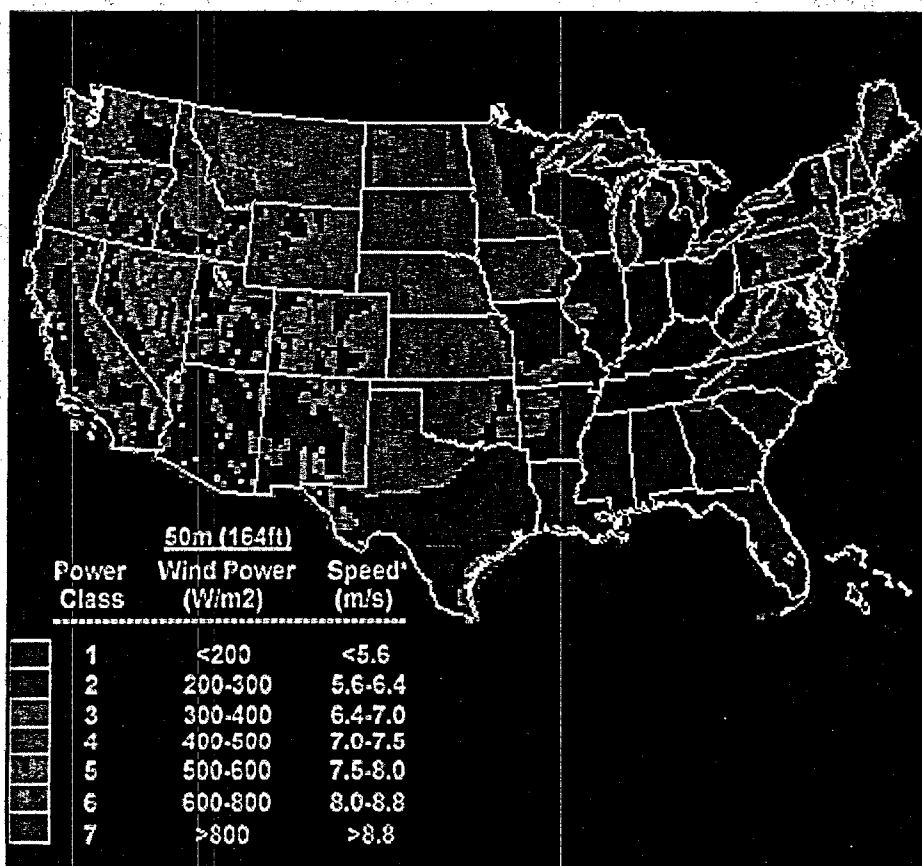 50m (164ft)
Power Wind Power Speed*
Class (W/m2) (m/s)
1 <200 <5.6
2 200-300 5.6-6.4
3 300-400 6.4-7.0
4 400-500 7.0-7.5
5 500-600 7.5-8.0
6 600-800 8.0-8.8
7 >800 >8.8